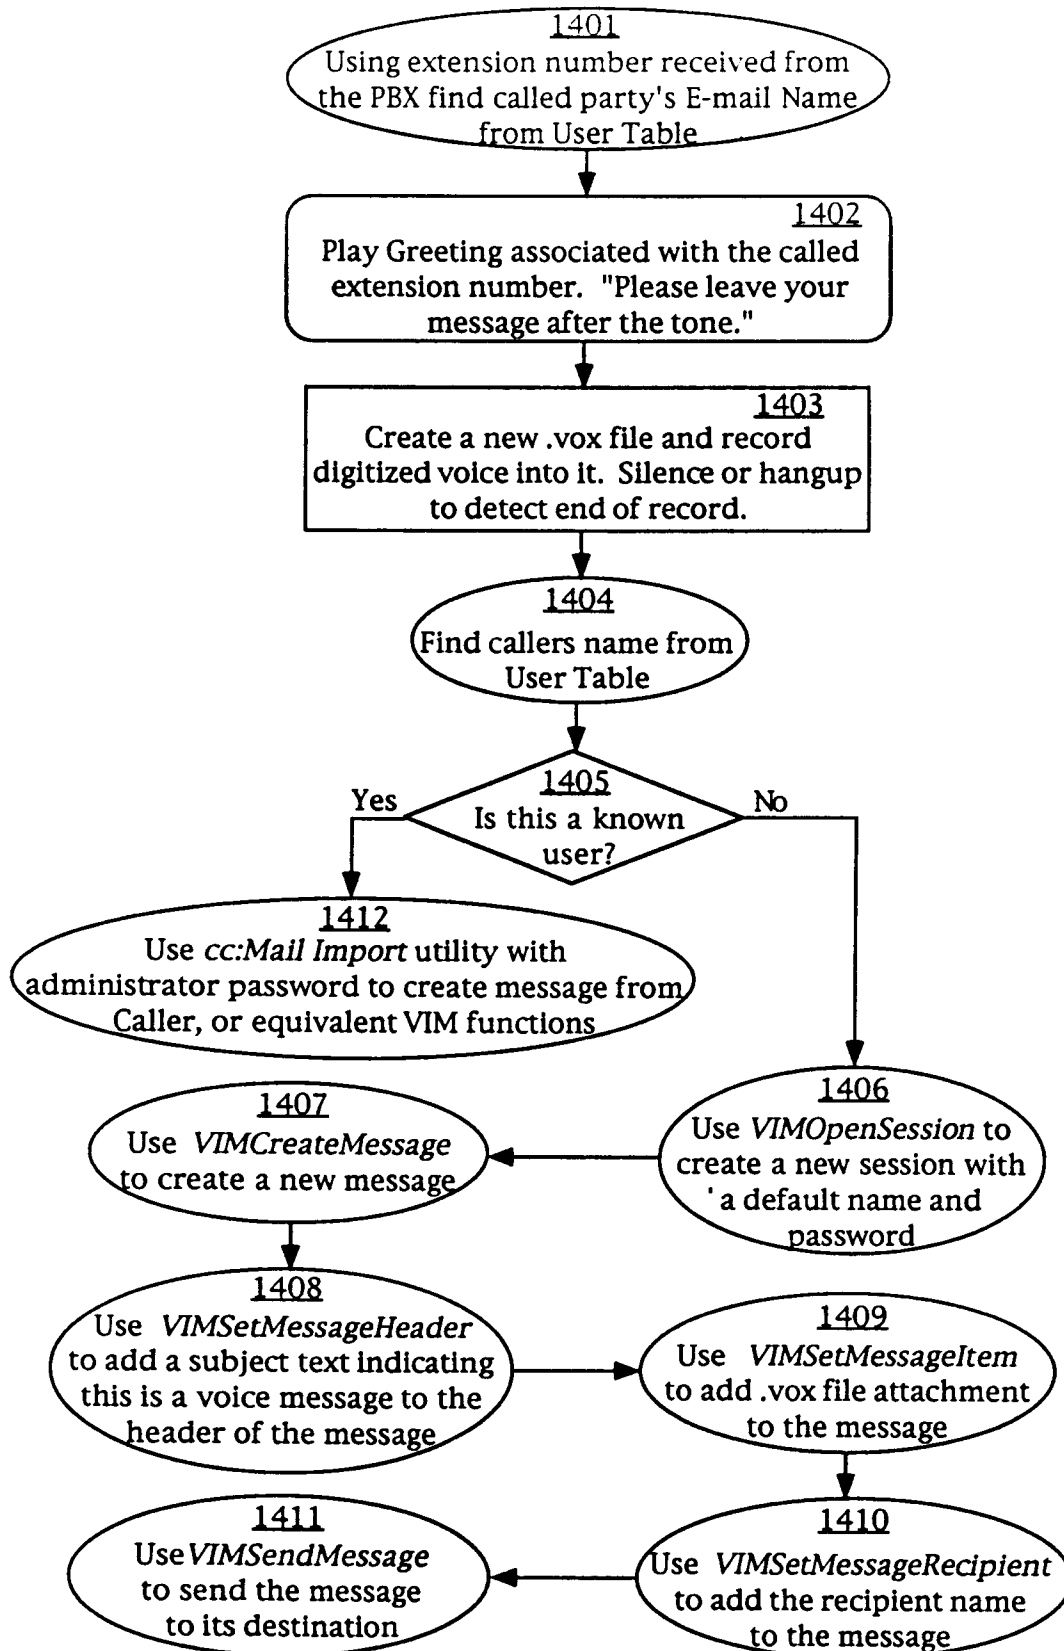 1401
Using extension number received from
the PBX find called party's E-mail Name
from User Table
1402
Play Greeting associated with the called
extension number. "Please leave your
message after the tone."
1403
Create a new .vox file and record
digitized voice into it. Silence or hangup
to detect end of record.
1404
Find callers name from
User Table
1405
Is this a known
user?
Yes
No
1412
Use cc:Mail Import utility with
administrator password to create message from
Caller, or equivalent VIM functions
1406
Use VIMOpenSession to
create a new session with
' a default name and
password
1407
Use VIMCreateMessage
to create a new message
1408
Use VIMSetMessageHeader
to add a subject text indicating
this is a voice message to the
header of the message
1409
Use VIMSetMessageItem
to add .vox file attachment
to the message
1410
Use VIMSetMessageRecipient
to add the recipient name
to the message
1411
Use VIMSendMessage
to send the message
to its destination